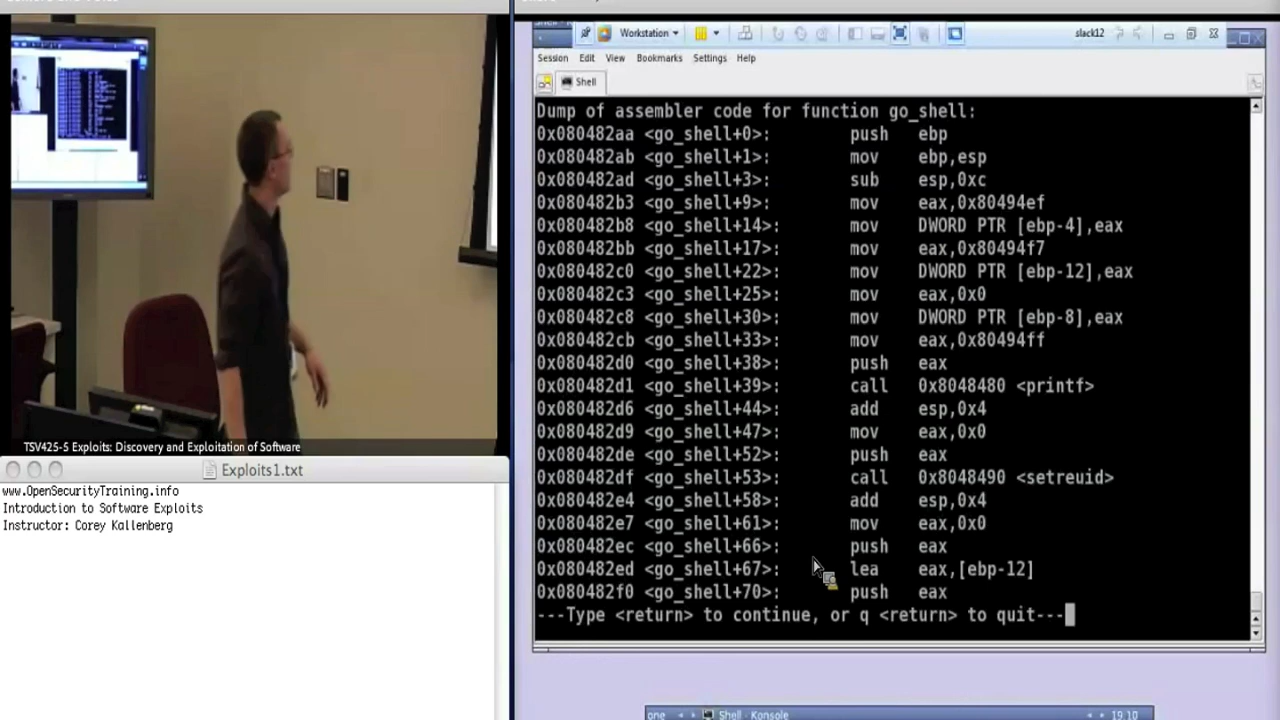 Workstation
slack12
Session Edit View Bookmarks Settings Help
Shell
Dump of assembler code for function go_shell:
0x080482aa <go_shell+0>: push ebp
0x080482ab <go_shell+1>: mov ebp,esp
0x080482ad <go_shell+3>: sub esp,0xc
0x080482b3 <go_shell+9>: mov eax,0x80494ef
0x080482b8 <go_shell+14>: mov DWORD PTR [ebp-4],eax
0x080482bb <go_shell+17>: mov eax,0x80494f7
0x080482c0 <go_shell+22>: mov DWORD PTR [ebp-12],eax
0x080482c3 <go_shell+25>: mov eax,0x0
0x080482c8 <go_shell+30>: mov DWORD PTR [ebp-8],eax
0x080482cb <go_shell+33>: mov eax,0x80494ff
0x080482d0 <go_shell+38>: push eax
0x080482d1 <go_shell+39>: call 0x8048480 <printf>
0x080482d6 <go_shell+44>: add esp,0x4
0x080482d9 <go_shell+47>: mov eax,0x0
0x080482de <go_shell+52>: push eax
0x080482df <go_shell+53>: call 0x8048490 <setreuid>
0x080482e4 <go_shell+58>: add esp,0x4
0x080482e7 <go_shell+61>: mov eax,0x0
0x080482ec <go_shell+66>: push eax
0x080482ed <go_shell+67>: lea eax,[ebp-12]
0x080482f0 <go_shell+70>: push eax
---Type <return> to continue, or q <return> to quit---
TSV425-5 Exploits: Discovery and Exploitation of Software
Exploits1.txt
www.OpenSecurityTraining.info
Introduction to Software Exploits
Instructor: Corey Kallenberg
Shell - Konsole
19:10